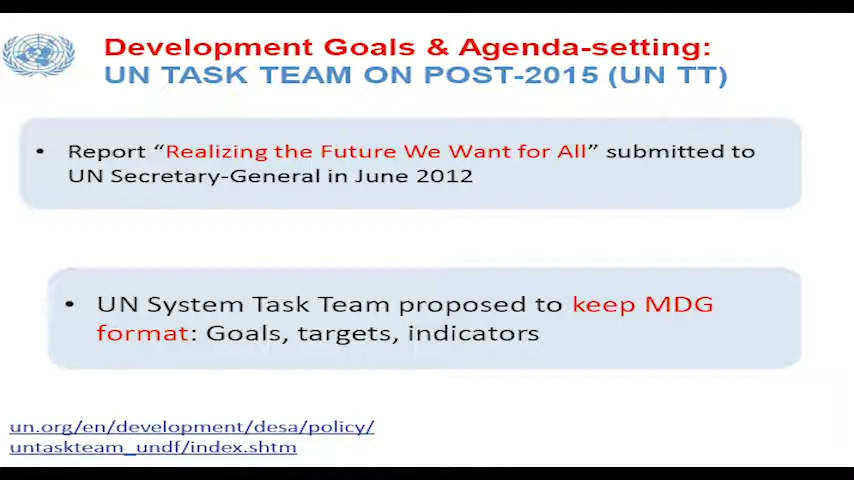 Development Goals & Agenda-setting:
UN TASK TEAM ON POST-2015 (UN TT)
• Report “Realizing the Future We Want for All” submitted to
UN Secretary-General in June 2012
• UN System Task Team proposed to keep MDG
format: Goals, targets, indicators
un.org/en/development/desa/policy/
untaskteam_undf/index.shtm